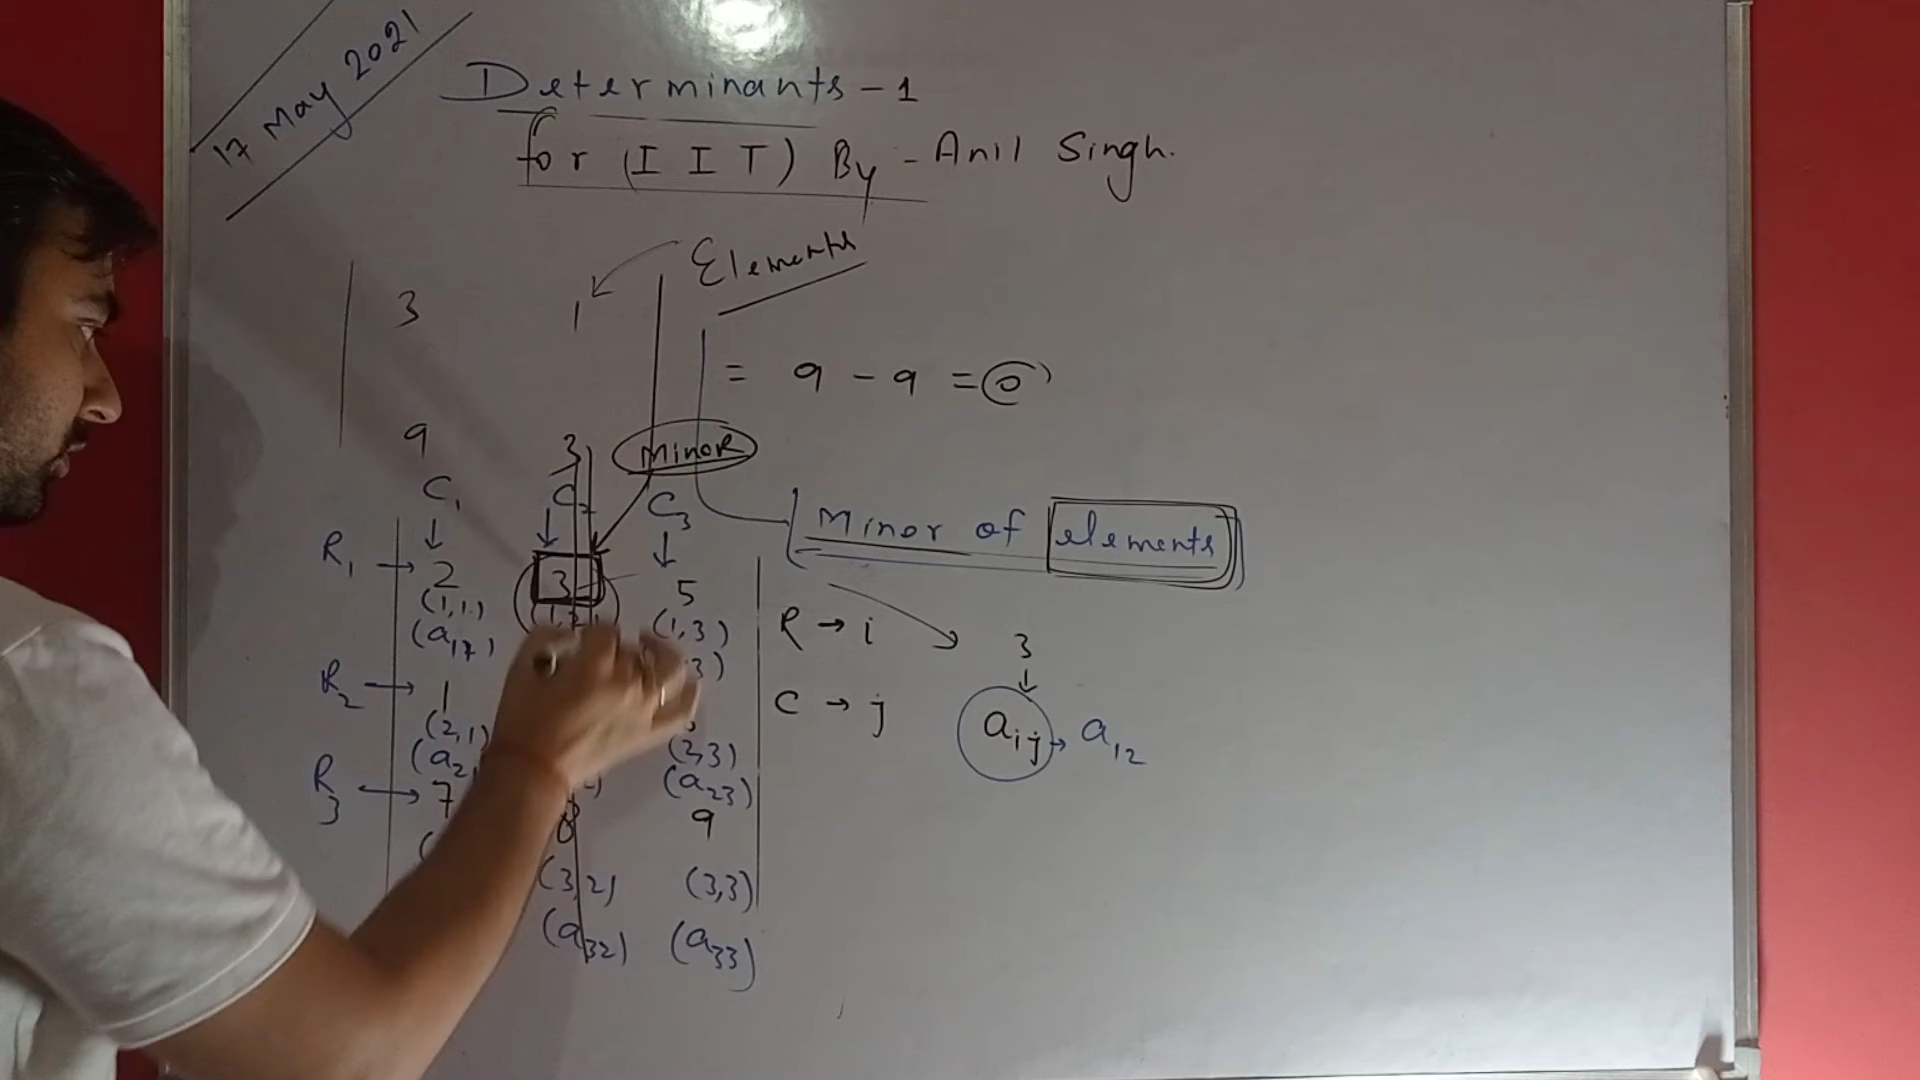 17 May 2021
Determinants-1
for (IIT) By - Anil Singh.
Elements
3 1
= 9 - 9 = 0
9 3
Minor
C1 C2 C3
Minor of elements
R1 → 2 3 5
(1,1) (1,3)
R → i
3
R2 → 1
C → j
aij → a12
(2,1) (2,3)
(a23)
R3 → 7 8 9
(3,2) (3,3)
(a32) (a33)